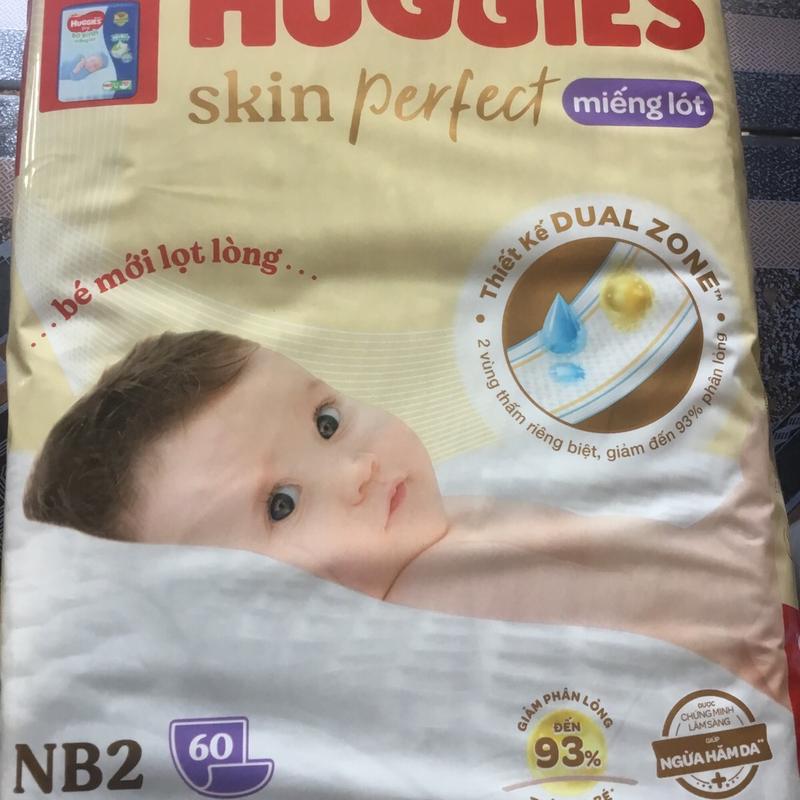 HUGGIES
HUGGIES
skin perfect miếng lót
Thiết Kế DUAL ZONE™
2 vùng thấm riêng biệt, giảm đến 93% phân lỏng
...bé mới lọt lòng...
NB2
60
GIẢM PHÂN LỎNG
ĐẾN
93%
ĐƯỢC
CHỨNG MINH
LÂM SÀNG
GIÚP
NGỪA HĂM DA**